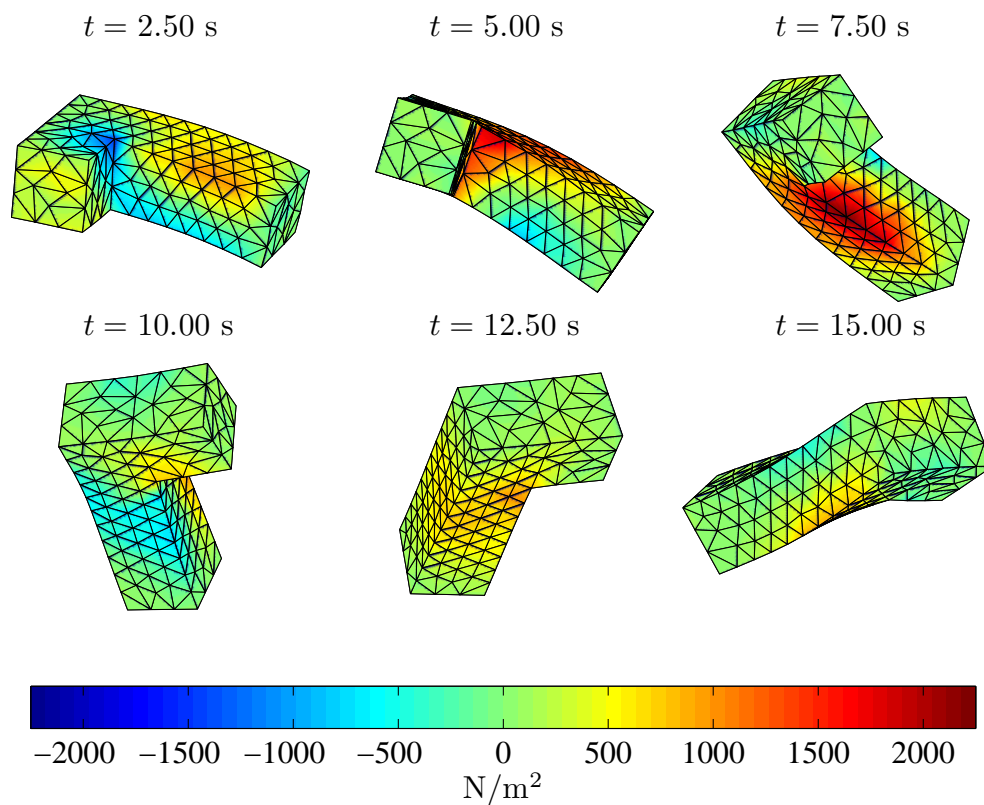 t = 2.50 s t = 5.00 s t = 7.50 s
t = 10.00 s t = 12.50 s t = 15.00 s
−2000 −1500 −1000 −500 0 500 1000 1500 2000
N/m²